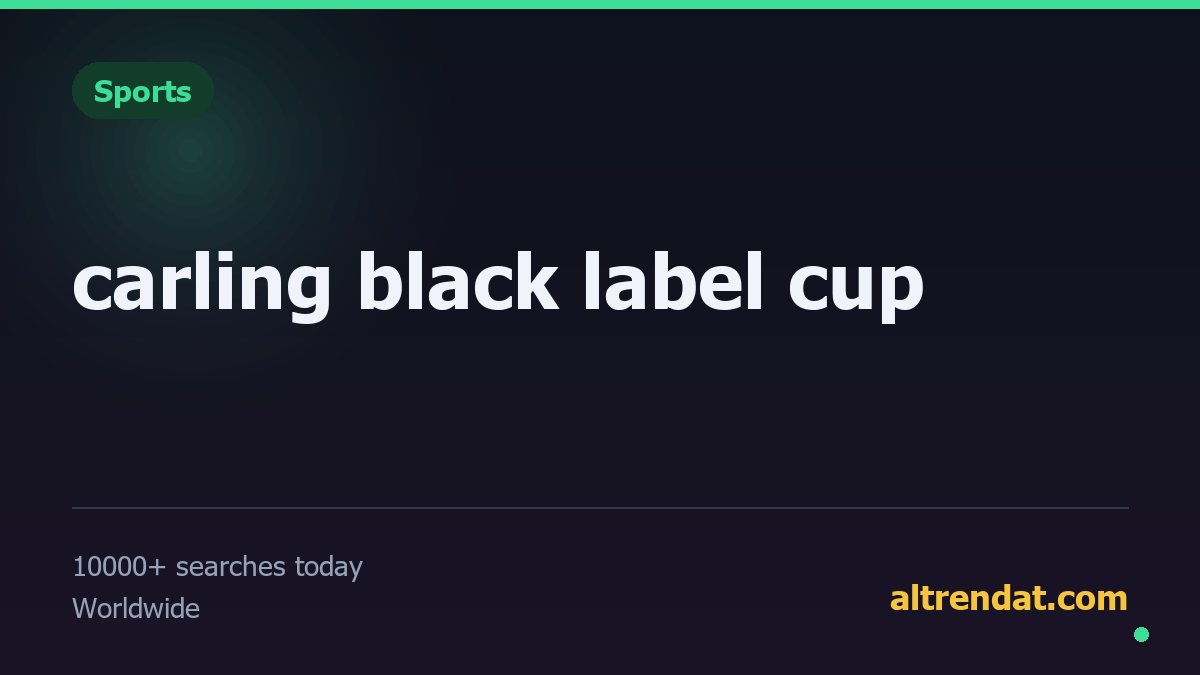 Sports
carling black label cup
10000+ searches today
Worldwide
altrendat.com